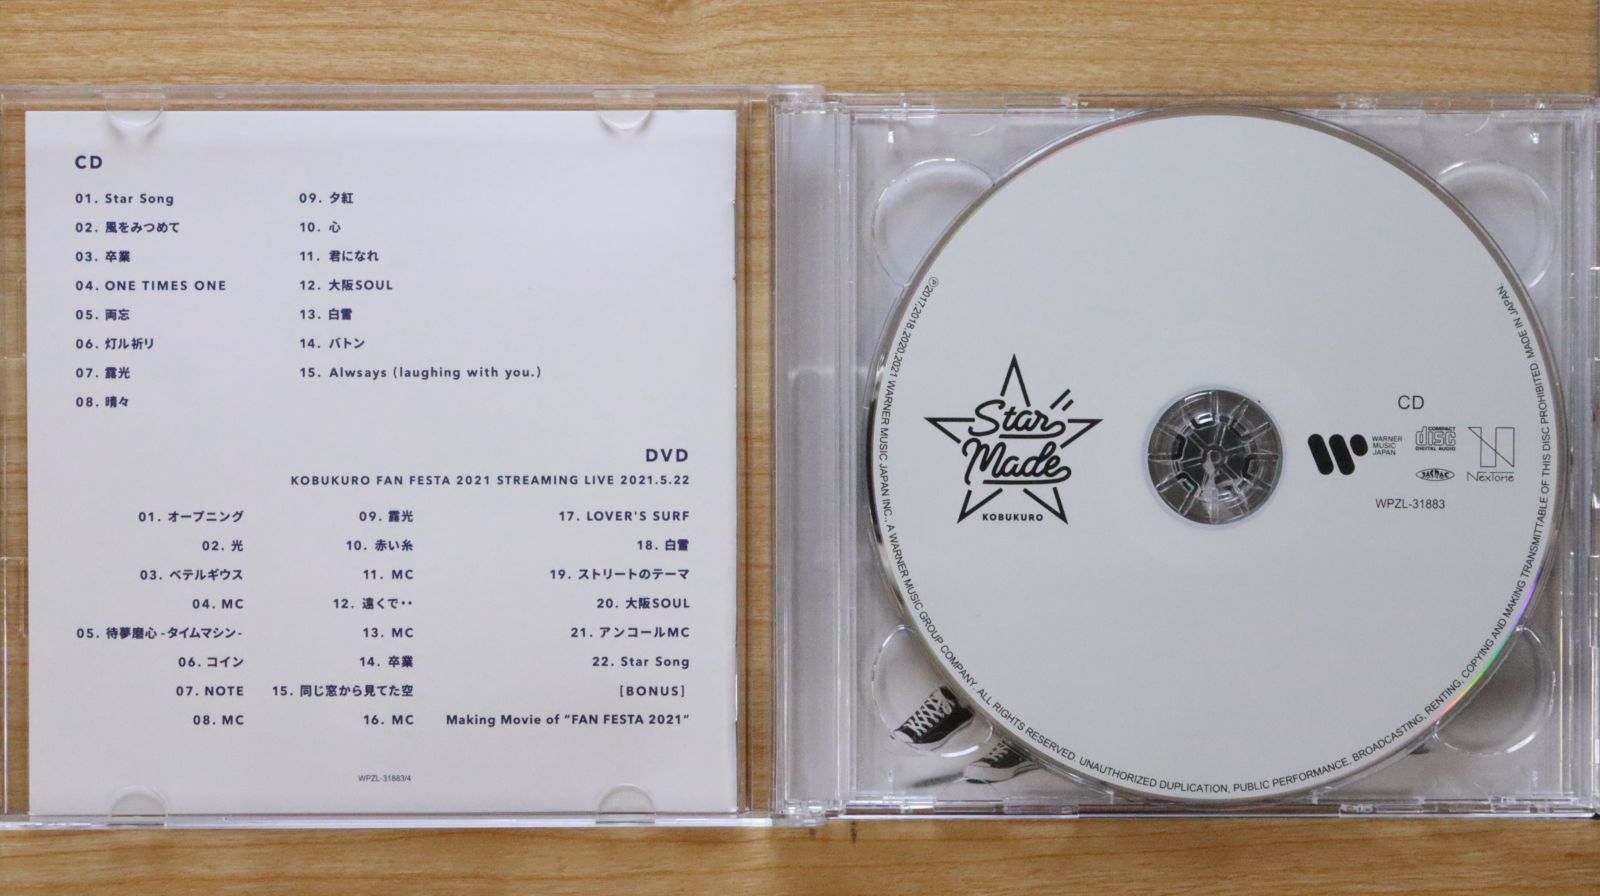 CD
01. Star Song
02. 風をみつめて
03. 卒業
04. ONE TIMES ONE
05. 両忘
06. 灯ル祈リ
07. 露光
08. 晴々
09. 夕紅
10. 心
11. 君になれ
12. 大阪SOUL
13. 白雪
14. バトン
15. Alwsays (laughing with you.)
DVD
KOBUKURO FAN FESTA 2021 STREAMING LIVE 2021.5.22
01. オープニング
02. 光
03. ベテルギウス
04. MC
05. 待夢磨心 -タイムマシン-
06. コイン
07. NOTE
08. MC
09. 露光
10. 赤い糸
11. MC
12. 遠くで‥
13. MC
14. 卒業
15. 同じ窓から見てた空
16. MC
17. LOVER'S SURF
18. 白雪
19. ストリートのテーマ
20. 大阪SOUL
21. アンコールMC
22. Star Song
[BONUS]
Making Movie of “FAN FESTA 2021”
WPZL-31883/4
Star
Made
KOBUKURO
CD
WARNER
MUSIC
JAPAN
COMPACT
disc
DIGITAL AUDIO
JASRAC
NexTone
WPZL-31883
℗2017,2018,2020,2021 WARNER MUSIC JAPAN INC., A WARNER MUSIC GROUP COMPANY. ALL RIGHTS RESERVED. UNAUTHORIZED DUPLICATION, PUBLIC PERFORMANCE, BROADCASTING, RENTING, COPYING AND MAKING TRANSMITTABLE OF THIS DISC PROHIBITED. MADE IN JAPAN.